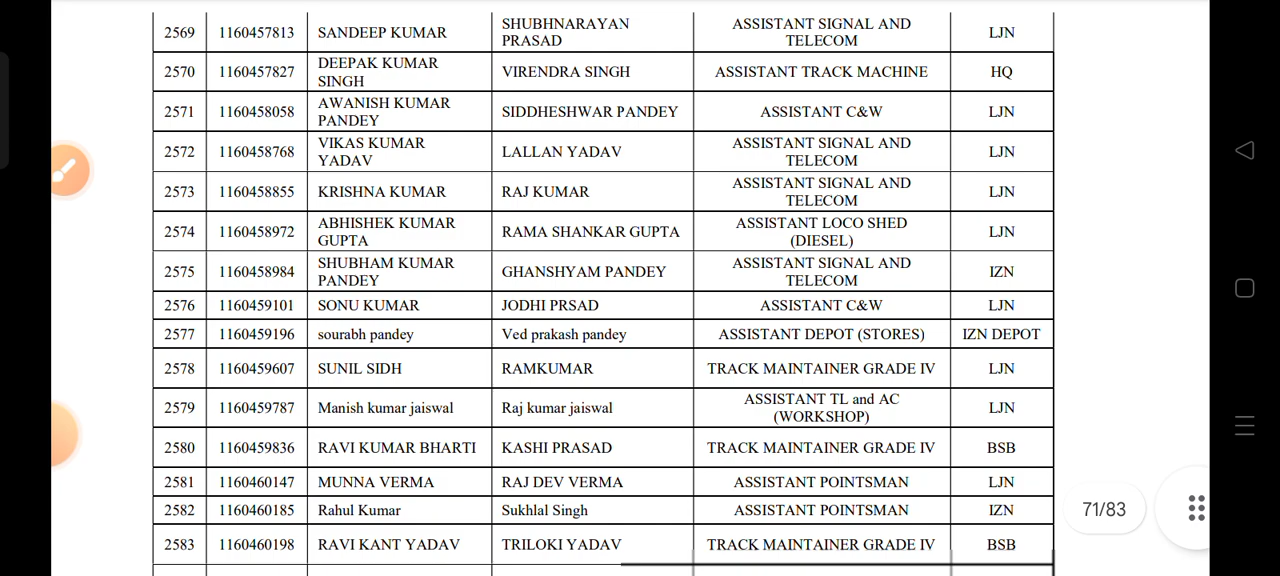 2569 1160457813 SANDEEP KUMAR SHUBHNARAYAN PRASAD ASSISTANT SIGNAL AND TELECOM LJN
2570 1160457827 DEEPAK KUMAR SINGH VIRENDRA SINGH ASSISTANT TRACK MACHINE HQ
2571 1160458058 AWANISH KUMAR PANDEY SIDDHESHWAR PANDEY ASSISTANT C&W LJN
2572 1160458768 VIKAS KUMAR YADAV LALLAN YADAV ASSISTANT SIGNAL AND TELECOM LJN
2573 1160458855 KRISHNA KUMAR RAJ KUMAR ASSISTANT SIGNAL AND TELECOM LJN
2574 1160458972 ABHISHEK KUMAR GUPTA RAMA SHANKAR GUPTA ASSISTANT LOCO SHED (DIESEL) LJN
2575 1160458984 SHUBHAM KUMAR PANDEY GHANSHYAM PANDEY ASSISTANT SIGNAL AND TELECOM IZN
2576 1160459101 SONU KUMAR JODHI PRSAD ASSISTANT C&W LJN
2577 1160459196 sourabh pandey Ved prakash pandey ASSISTANT DEPOT (STORES) IZN DEPOT
2578 1160459607 SUNIL SIDH RAMKUMAR TRACK MAINTAINER GRADE IV LJN
2579 1160459787 Manish kumar jaiswal Raj kumar jaiswal ASSISTANT TL and AC (WORKSHOP) LJN
2580 1160459836 RAVI KUMAR BHARTI KASHI PRASAD TRACK MAINTAINER GRADE IV BSB
2581 1160460147 MUNNA VERMA RAJ DEV VERMA ASSISTANT POINTSMAN LJN
2582 1160460185 Rahul Kumar Sukhlal Singh ASSISTANT POINTSMAN IZN
2583 1160460198 RAVI KANT YADAV TRILOKI YADAV TRACK MAINTAINER GRADE IV BSB
71/83